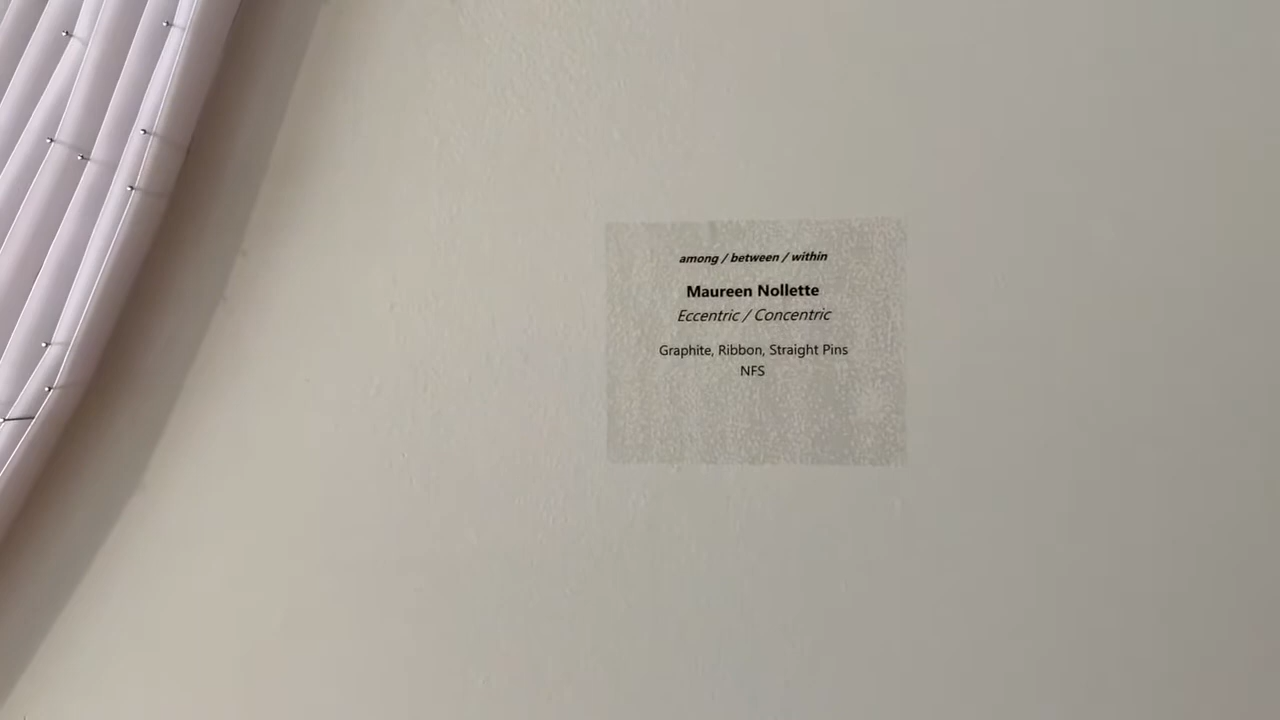 among / between / within
Maureen Nollette
Eccentric / Concentric
Graphite, Ribbon, Straight Pins
NFS